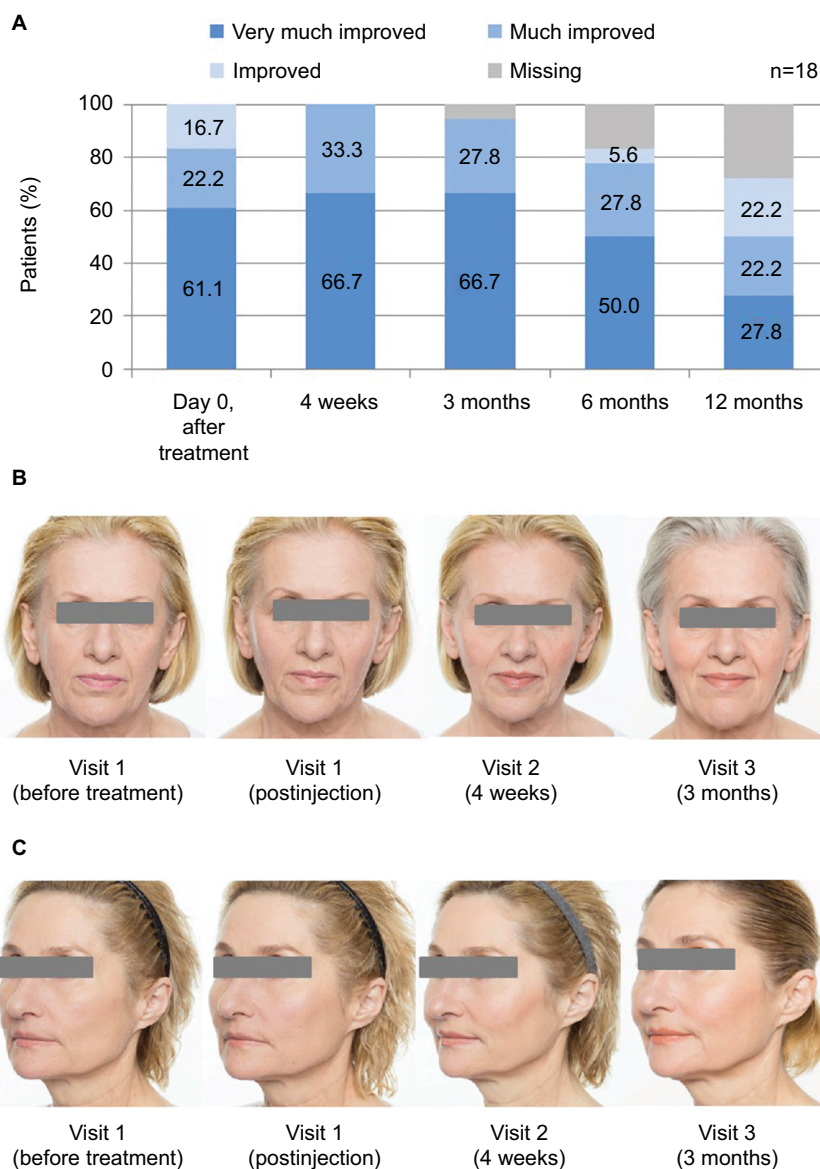 A
Very much improved
Much improved
Improved
Missing
n=18
100
80
60
40
20
0
Patients (%)
16.7
22.2
61.1
33.3
66.7
27.8
66.7
5.6
27.8
50.0
22.2
22.2
27.8
Day 0,
after
treatment
4 weeks
3 months
6 months
12 months
B
Visit 1
(before treatment)
Visit 1
(postinjection)
Visit 2
(4 weeks)
Visit 3
(3 months)
C
Visit 1
(before treatment)
Visit 1
(postinjection)
Visit 2
(4 weeks)
Visit 3
(3 months)